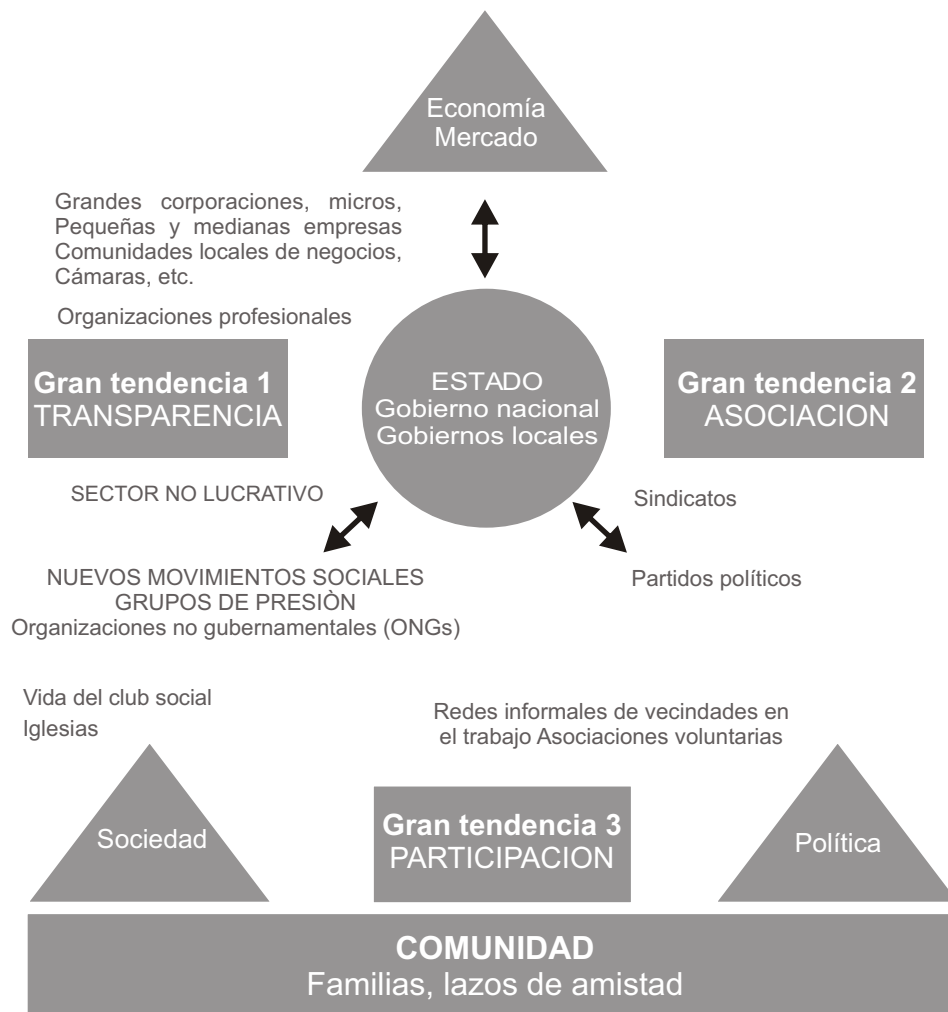 Economía
Mercado
Grandes corporaciones, micros,
Pequeñas y medianas empresas
Comunidades locales de negocios,
Cámaras, etc.
Organizaciones profesionales
Gran tendencia 1
TRANSPARENCIA
ESTADO
Gobierno nacional
Gobiernos locales
Gran tendencia 2
ASOCIACION
SECTOR NO LUCRATIVO
Sindicatos
NUEVOS MOVIMIENTOS SOCIALES
GRUPOS DE PRESIÒN
Organizaciones no gubernamentales (ONGs)
Partidos políticos
Vida del club social
Iglesias
Redes informales de vecindades en
el trabajo Asociaciones voluntarias
Sociedad
Gran tendencia 3
PARTICIPACION
Política
COMUNIDAD
Familias, lazos de amistad